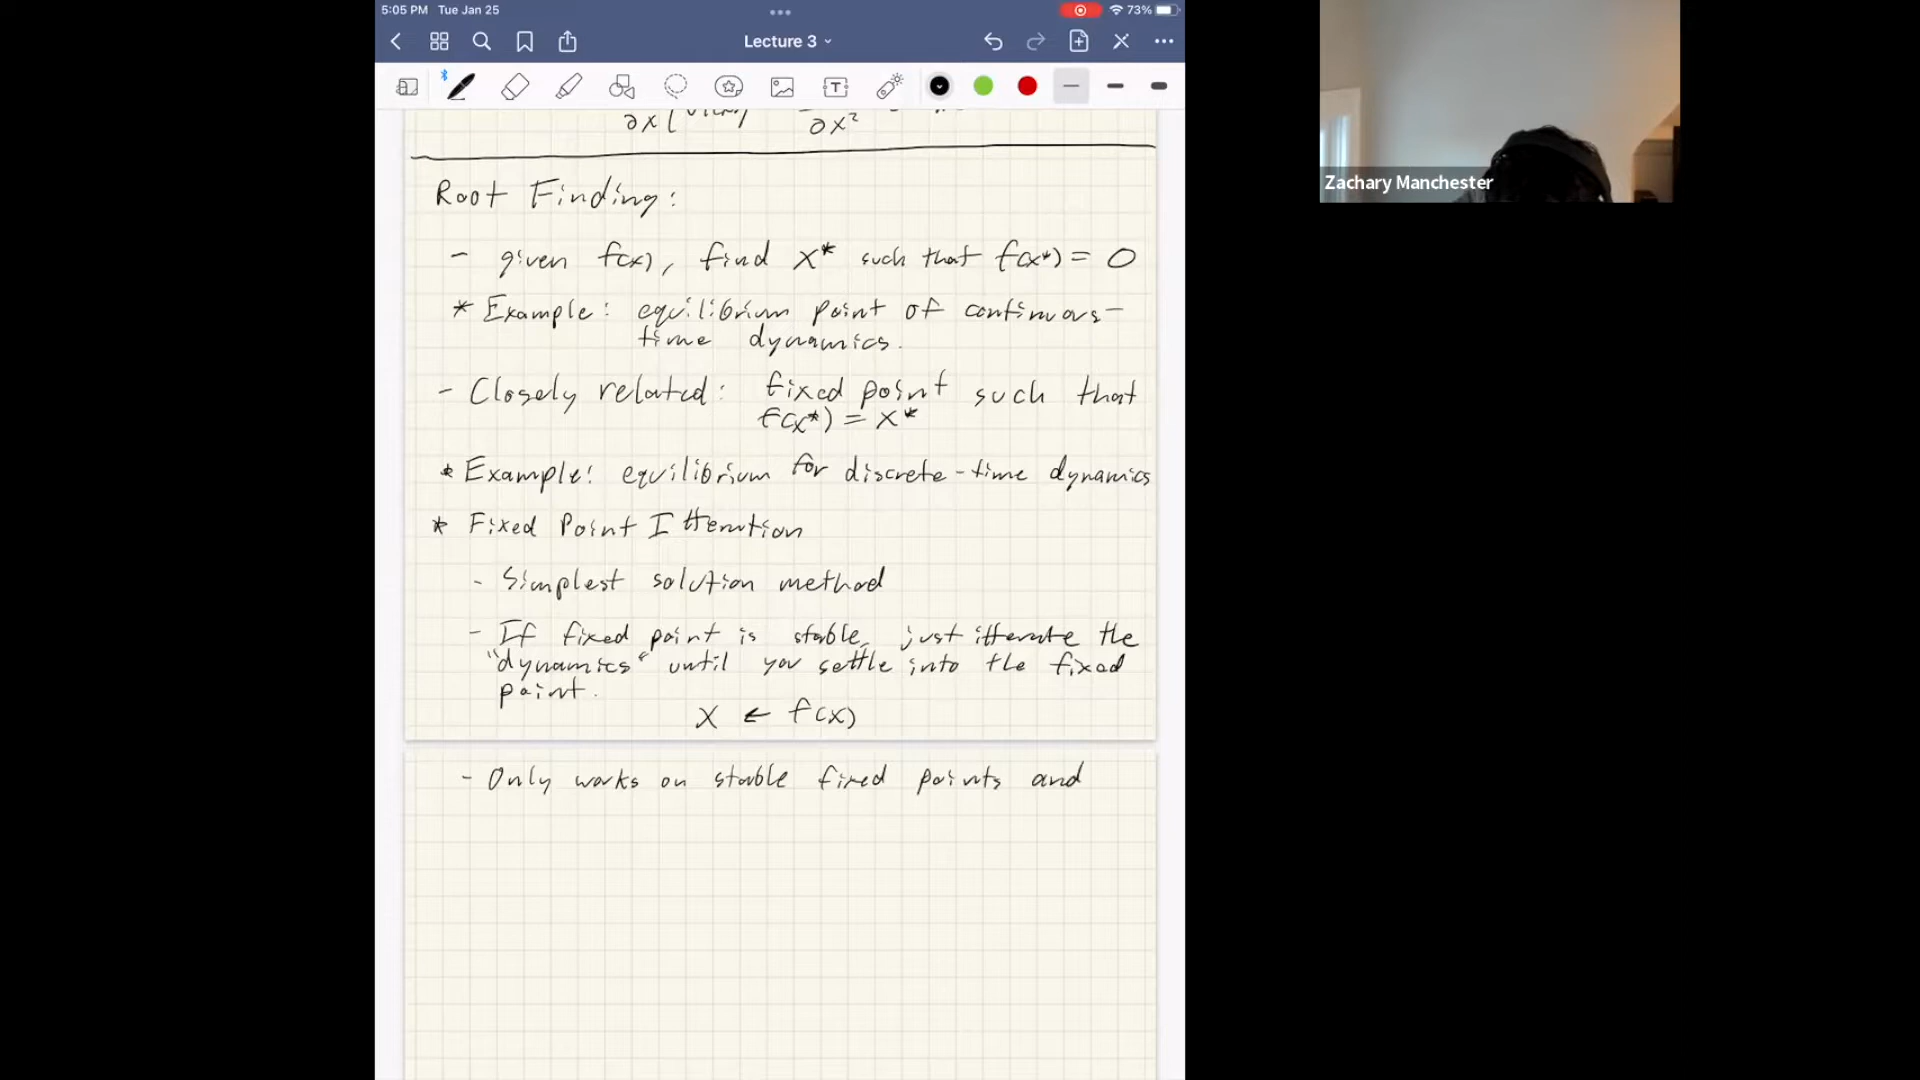 5:05 PM Tue Jan 25
73%
Lecture 3
T
∂x ∂x²
Root Finding:
- given f(x), find x* such that f(x*) = 0
* Example: equilibrium point of continuous-
time dynamics.
- Closely related: fixed point such that
f(x*) = x*
* Example: equilibrium for discrete-time dynamics
* Fixed Point Itteration
- Simplest solution method
- If fixed point is stable, just itterate the
"dynamics" until you settle into the fixed
point.
x ← f(x)
- Only works on stable fixed points and
Zachary Manchester